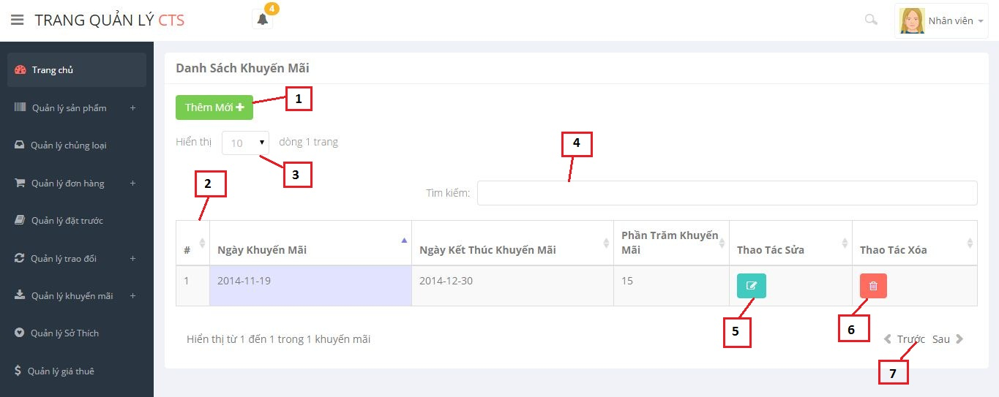 TRANG QUẢN LÝ CTS
4
Nhân viên
Trang chủ
Quản lý sản phẩm +
Quản lý chủng loại
Quản lý đơn hàng +
Quản lý đặt trước
Quản lý trao đổi +
Quản lý khuyến mãi +
Quản lý Sở Thích
$ Quản lý giá thuê
Danh Sách Khuyến Mãi
Thêm Mới +
1
Hiển thị 10 dòng 1 trang
3
4
2
Tìm kiếm:
# Ngày Khuyến Mãi Ngày Kết Thúc Khuyến Mãi Phần Trăm Khuyến Mãi Thao Tác Sửa Thao Tác Xóa
1 2014-11-19 2014-12-30 15
5
6
Hiển thị từ 1 đến 1 trong 1 khuyến mãi
Trước Sau
7